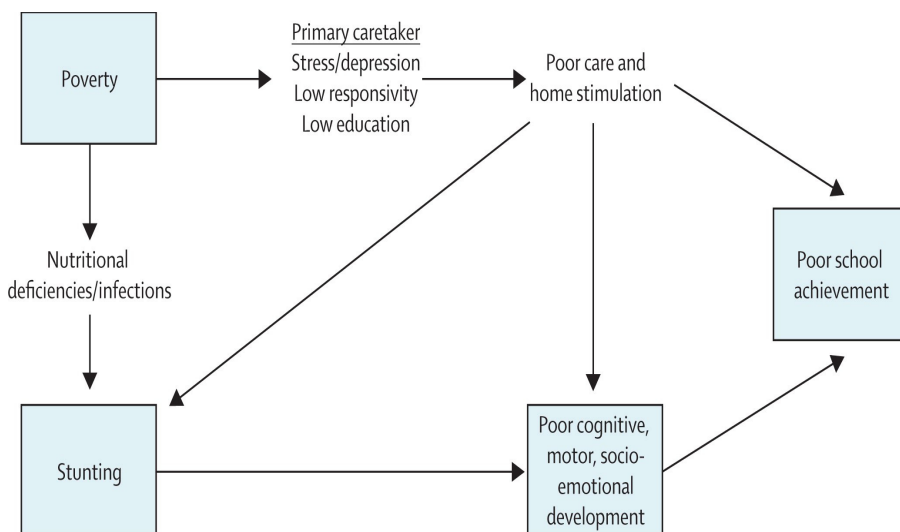 Poverty
Primary caretaker
Stress/depression
Low responsivity
Low education
Poor care and
home stimulation
Nutritional
deficiencies/infections
Poor school
achievement
Stunting
Poor cognitive,
motor, socio-
emotional
development